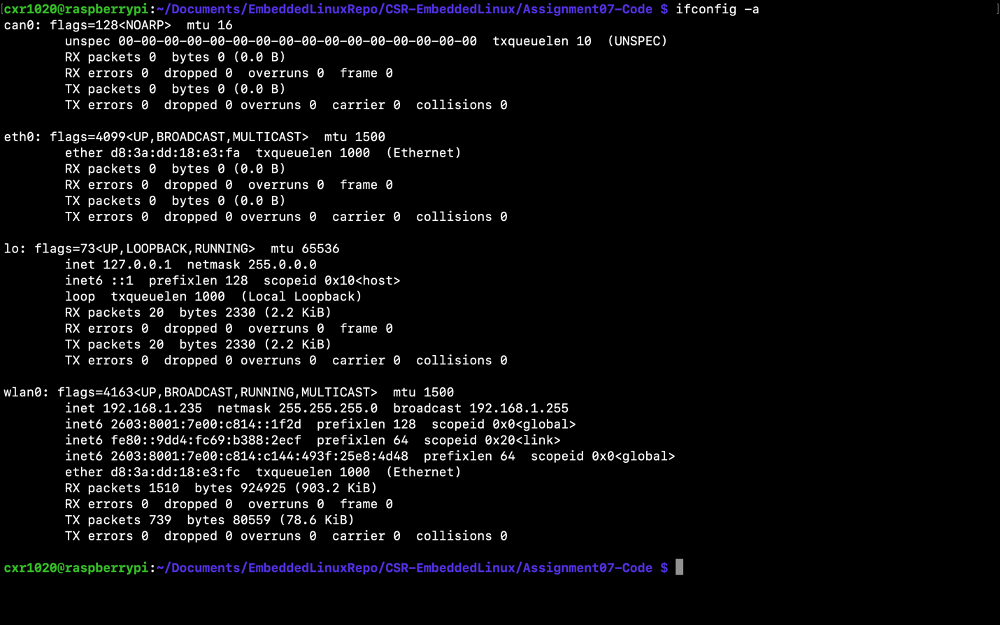 cxr1020@raspberrypi:~/Documents/EmbeddedLinuxRepo/CSR-EmbeddedLinux/Assignment07-Code $ ifconfig -a
can0: flags=128<NOARP>  mtu 16
        unspec 00-00-00-00-00-00-00-00-00-00-00-00-00-00-00-00  txqueuelen 10  (UNSPEC)
        RX packets 0  bytes 0 (0.0 B)
        RX errors 0  dropped 0  overruns 0  frame 0
        TX packets 0  bytes 0 (0.0 B)
        TX errors 0  dropped 0 overruns 0  carrier 0  collisions 0

eth0: flags=4099<UP,BROADCAST,MULTICAST>  mtu 1500
        ether d8:3a:dd:18:e3:fa  txqueuelen 1000  (Ethernet)
        RX packets 0  bytes 0 (0.0 B)
        RX errors 0  dropped 0  overruns 0  frame 0
        TX packets 0  bytes 0 (0.0 B)
        TX errors 0  dropped 0 overruns 0  carrier 0  collisions 0

lo: flags=73<UP,LOOPBACK,RUNNING>  mtu 65536
        inet 127.0.0.1  netmask 255.0.0.0
        inet6 ::1  prefixlen 128  scopeid 0x10<host>
        loop  txqueuelen 1000  (Local Loopback)
        RX packets 20  bytes 2330 (2.2 KiB)
        RX errors 0  dropped 0  overruns 0  frame 0
        TX packets 20  bytes 2330 (2.2 KiB)
        TX errors 0  dropped 0 overruns 0  carrier 0  collisions 0

wlan0: flags=4163<UP,BROADCAST,RUNNING,MULTICAST>  mtu 1500
        inet 192.168.1.235  netmask 255.255.255.0  broadcast 192.168.1.255
        inet6 2603:8001:7e00:c814::1f2d  prefixlen 128  scopeid 0x0<global>
        inet6 fe80::9dd4:fc69:b388:2ecf  prefixlen 64  scopeid 0x20<link>
        inet6 2603:8001:7e00:c814:c144:493f:25e8:4d48  prefixlen 64  scopeid 0x0<global>
        ether d8:3a:dd:18:e3:fc  txqueuelen 1000  (Ethernet)
        RX packets 1510  bytes 924925 (903.2 KiB)
        RX errors 0  dropped 0  overruns 0  frame 0
        TX packets 739  bytes 80559 (78.6 KiB)
        TX errors 0  dropped 0 overruns 0  carrier 0  collisions 0

cxr1020@raspberrypi:~/Documents/EmbeddedLinuxRepo/CSR-EmbeddedLinux/Assignment07-Code $